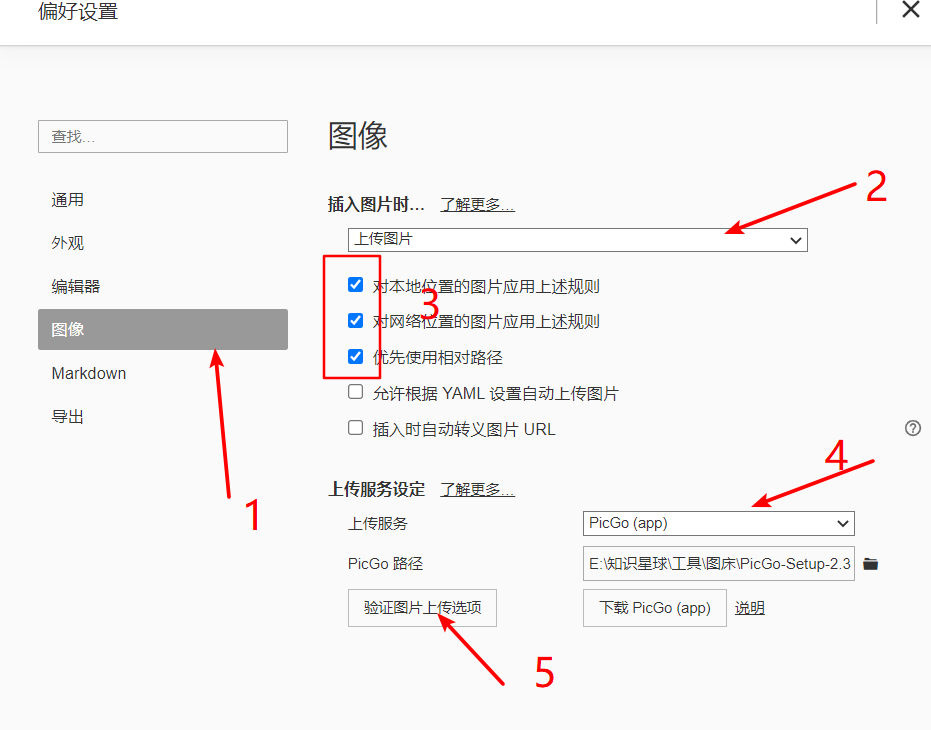 偏好设置
查找...
图像
通用
外观
编辑器
图像
Markdown
导出
插入图片时... 了解更多...
上传图片
对本地位置的图片应用上述规则
对网络位置的图片应用上述规则
优先使用相对路径
允许根据 YAML 设置自动上传图片
插入时自动转义图片 URL
上传服务设定 了解更多...
上传服务 PicGo (app)
PicGo 路径 E:\知识星球\工具\图床\PicGo-Setup-2.3
验证图片上传选项 下载 PicGo (app) 说明
1
2
3
4
5